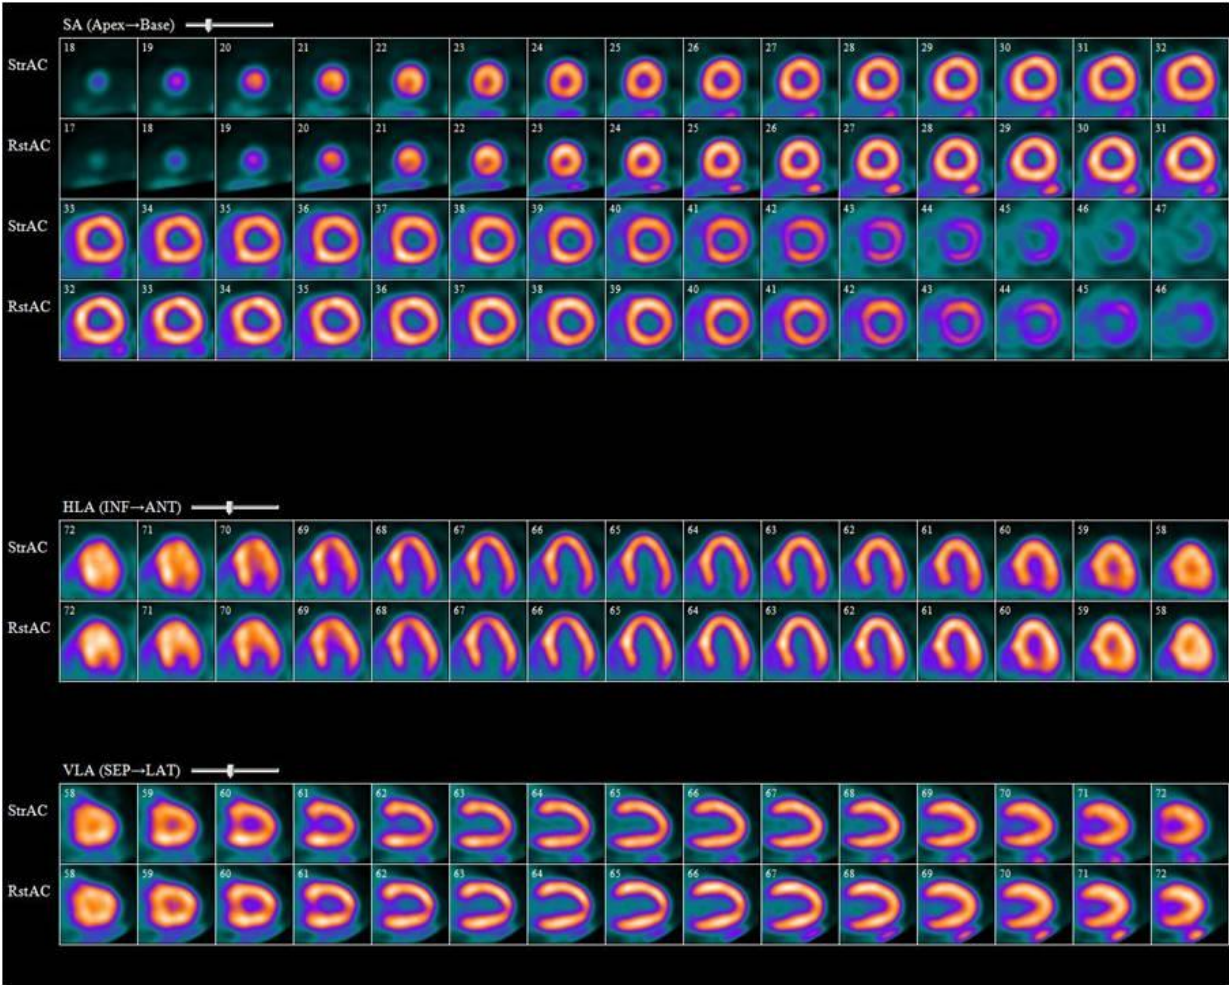 SA (Apex→Base)
StrAC 18 19 20 21 22 23 24 25 26 27 28 29 30 31 32
RstAC 17 18 19 20 21 22 23 24 25 26 27 28 29 30 31
StrAC 33 34 35 36 37 38 39 40 41 42 43 44 45 46 47
RstAC 32 33 34 35 36 37 38 39 40 41 42 43 44 45 46
HLA (INF→ANT)
StrAC 72 71 70 69 68 67 66 65 64 63 62 61 60 59 58
RstAC 72 71 70 69 68 67 66 65 64 63 62 61 60 59 58
VLA (SEP→LAT)
StrAC 58 59 60 61 62 63 64 65 66 67 68 69 70 71 72
RstAC 58 59 60 61 62 63 64 65 66 67 68 69 70 71 72